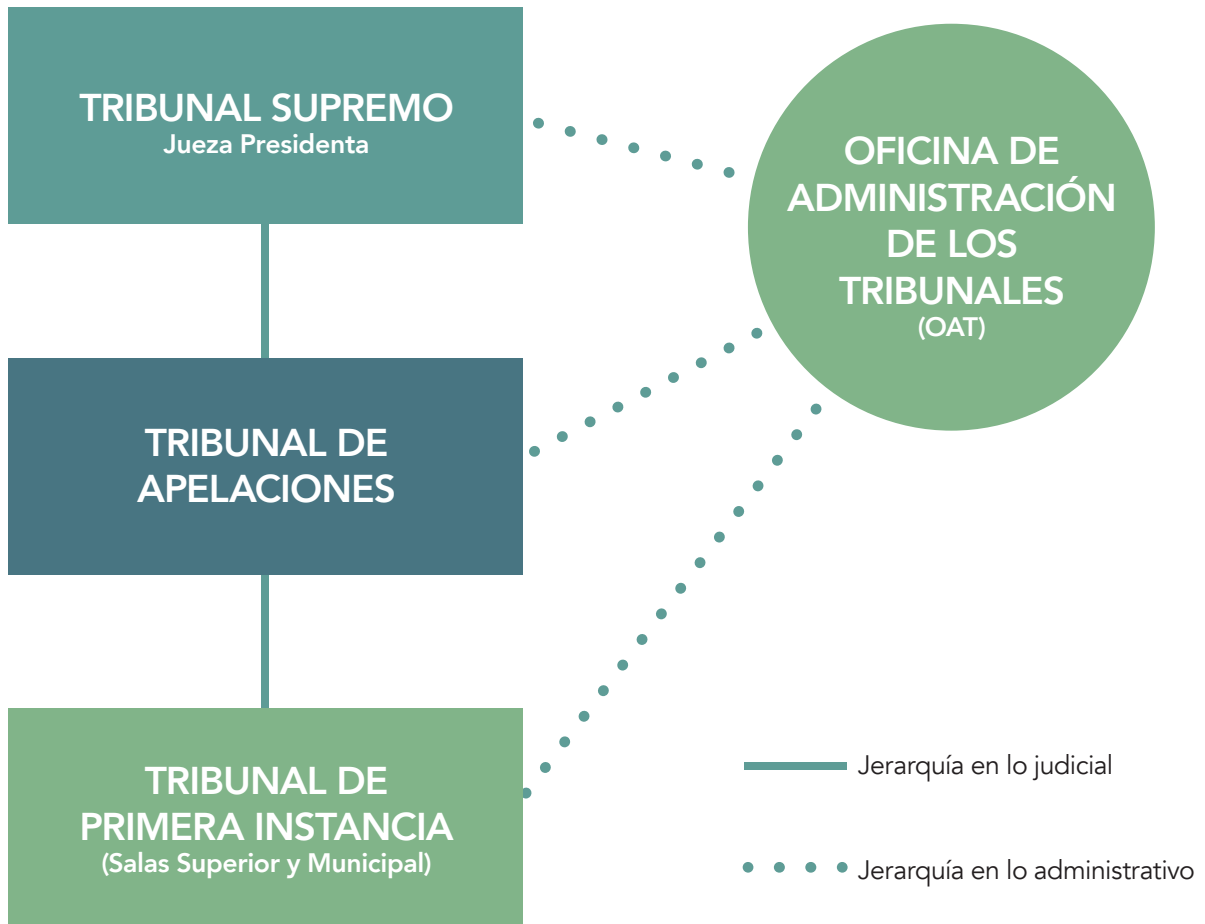 TRIBUNAL SUPREMO
Jueza Presidenta
OFICINA DE
ADMINISTRACIÓN
DE LOS
TRIBUNALES
(OAT)
TRIBUNAL DE
APELACIONES
TRIBUNAL DE
PRIMERA INSTANCIA
(Salas Superior y Municipal)
Jerarquía en lo judicial
Jerarquía en lo administrativo